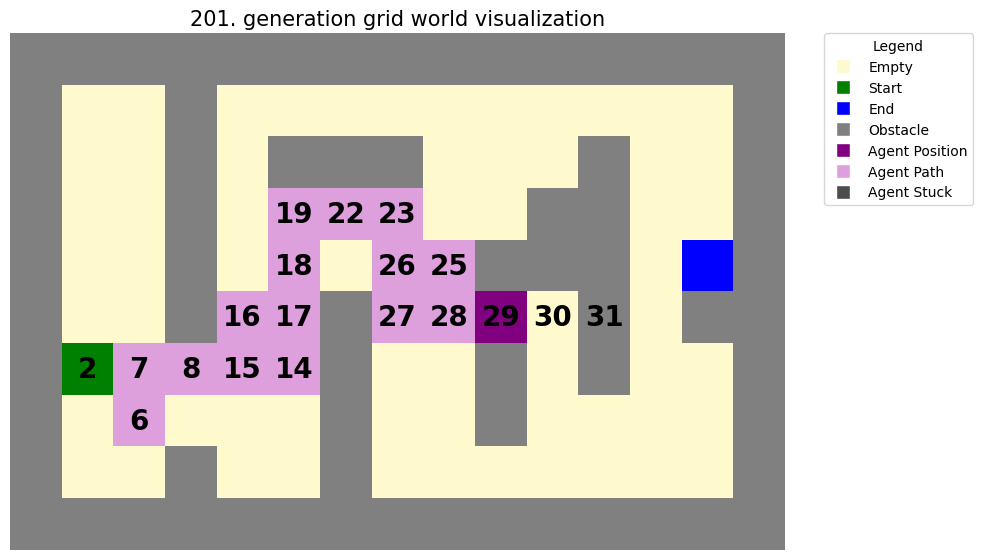 201. generation grid world visualization
Legend
Empty
Start
End
Obstacle
Agent Position
Agent Path
Agent Stuck
19 22 23
18 26 25
16 17 27 28 29 30 31
2 7 8 15 14
6